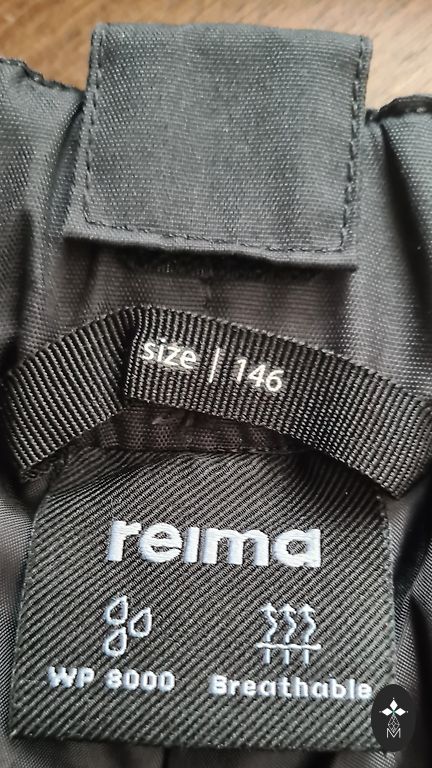 size | 146
reima
WP 8000
Breathable